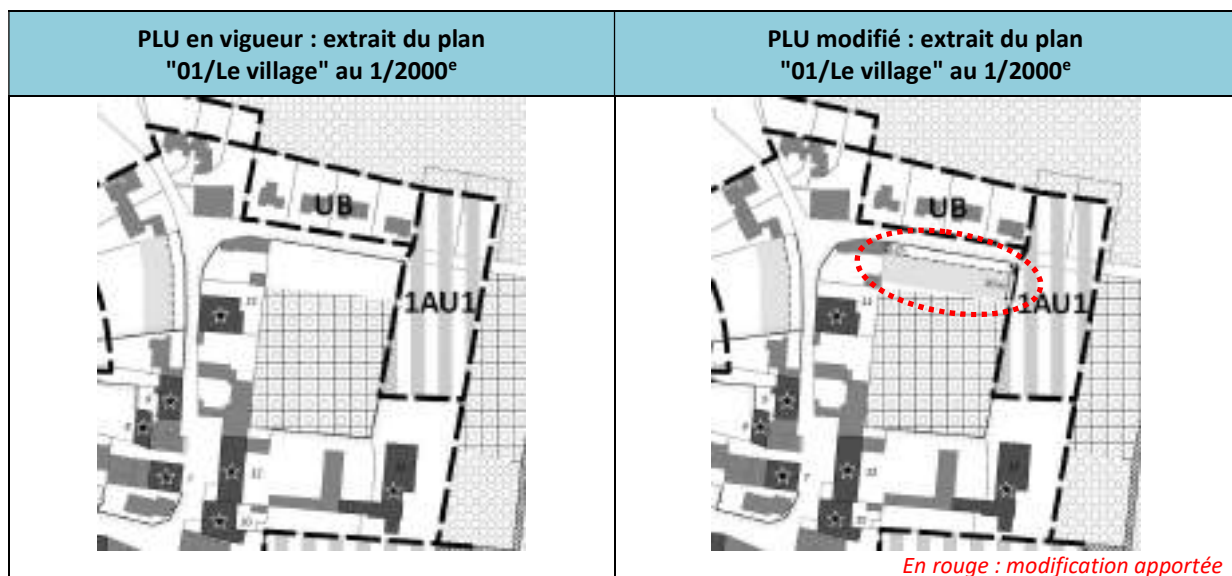 PLU en vigueur : extrait du plan
"01/Le village" au 1/2000e
PLU modifié : extrait du plan
"01/Le village" au 1/2000e
UB
1AU1
UB
1AU1
En rouge : modification apportée